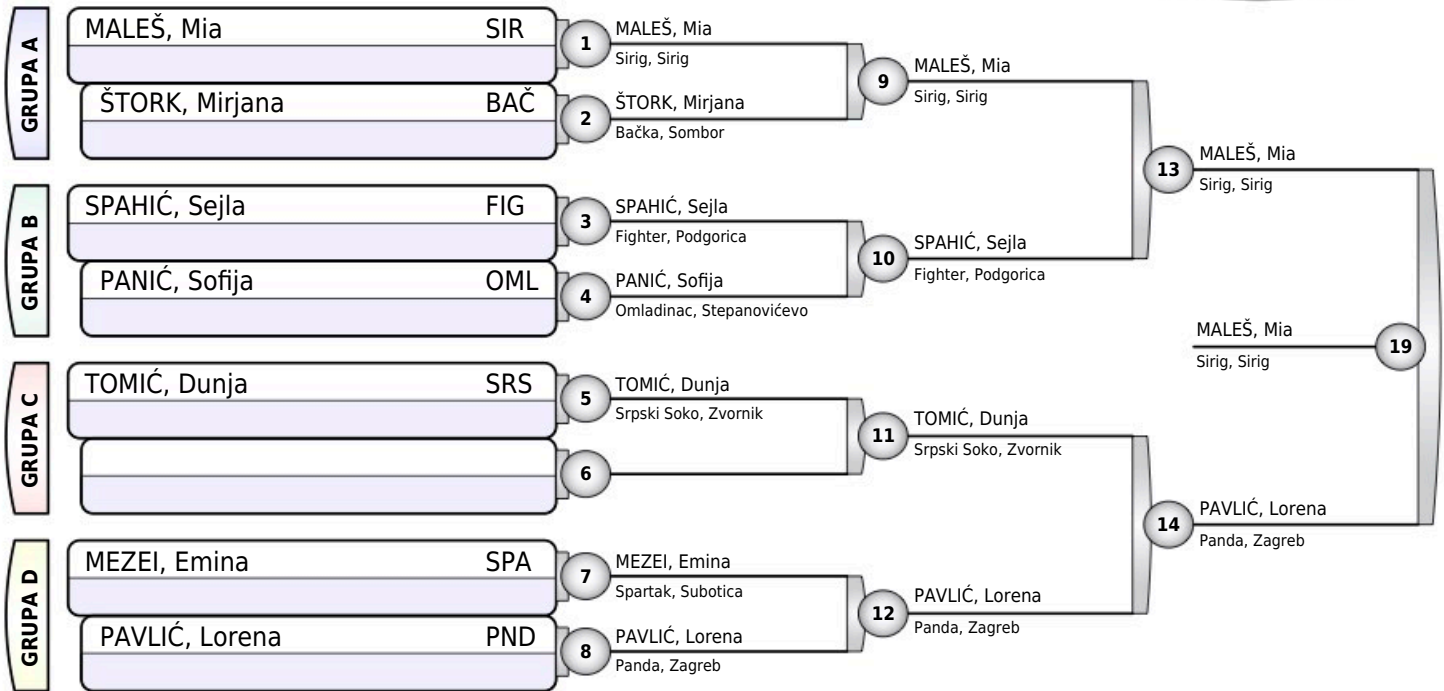 GRUPA A
MALEŠ, Mia SIR
ŠTORK, Mirjana BAČ
1
MALEŠ, Mia
Sirig, Sirig
2
ŠTORK, Mirjana
Bačka, Sombor
9
MALEŠ, Mia
Sirig, Sirig
GRUPA B
SPAHIĆ, Sejla FIG
PANIĆ, Sofija OML
3
SPAHIĆ, Sejla
Fighter, Podgorica
4
PANIĆ, Sofija
Omladinac, Stepanovićevo
10
SPAHIĆ, Sejla
Fighter, Podgorica
13
MALEŠ, Mia
Sirig, Sirig
GRUPA C
TOMIĆ, Dunja SRS
5
TOMIĆ, Dunja
Srpski Soko, Zvornik
6
11
TOMIĆ, Dunja
Srpski Soko, Zvornik
GRUPA D
MEZEI, Emina SPA
PAVLIĆ, Lorena PND
7
MEZEI, Emina
Spartak, Subotica
8
PAVLIĆ, Lorena
Panda, Zagreb
12
PAVLIĆ, Lorena
Panda, Zagreb
14
PAVLIĆ, Lorena
Panda, Zagreb
MALEŠ, Mia
Sirig, Sirig
19